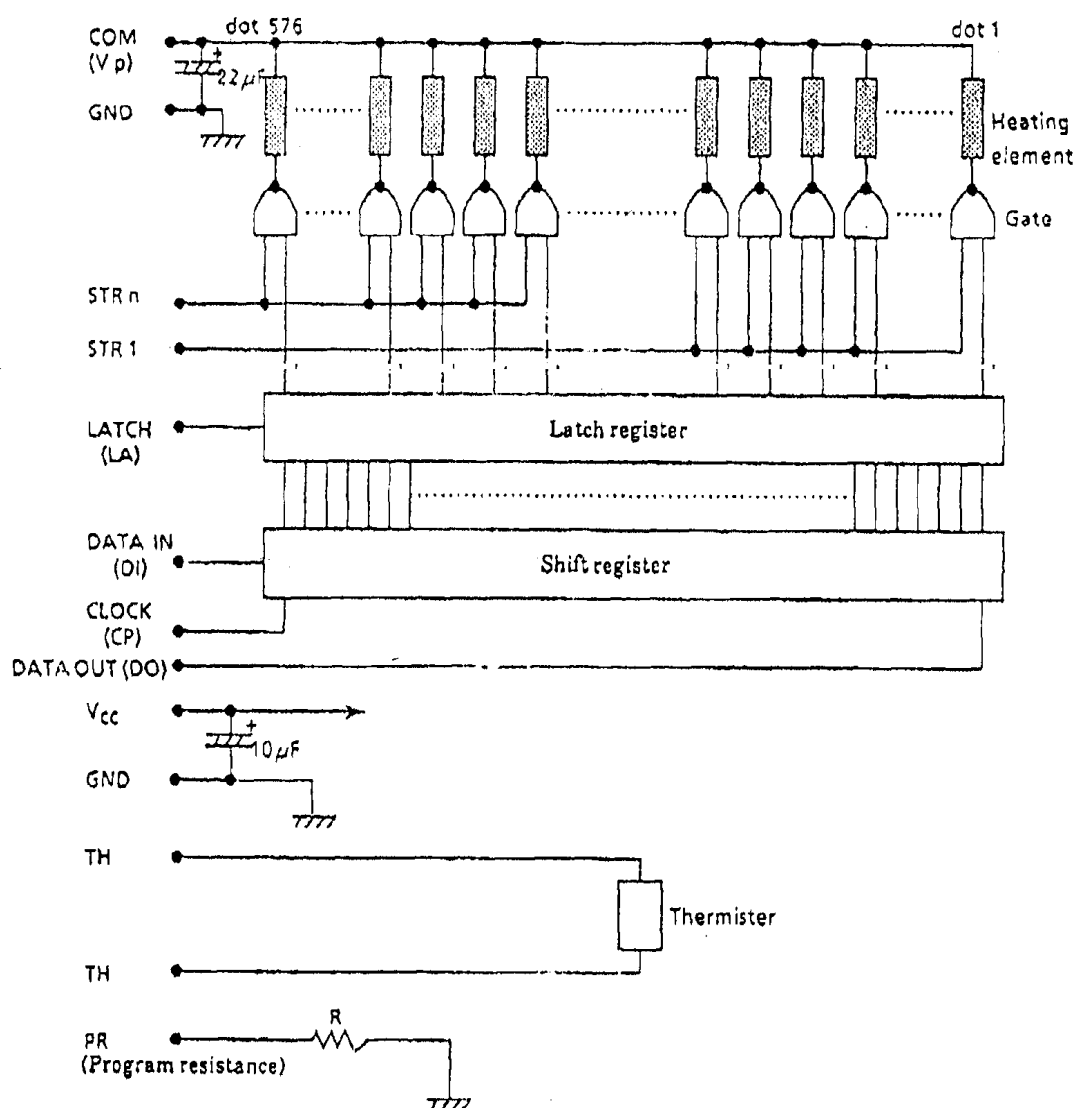 COM
(Vp)
dot 576
dot 1
22µF
GND
Heating
element
Gate
STR n
STR 1
LATCH
(LA)
Latch register
DATA IN
(DI)
Shift register
CLOCK
(CP)
DATA OUT (DO)
Vcc
10µF
GND
TH
Thermister
TH
R
PR
(Program resistance)